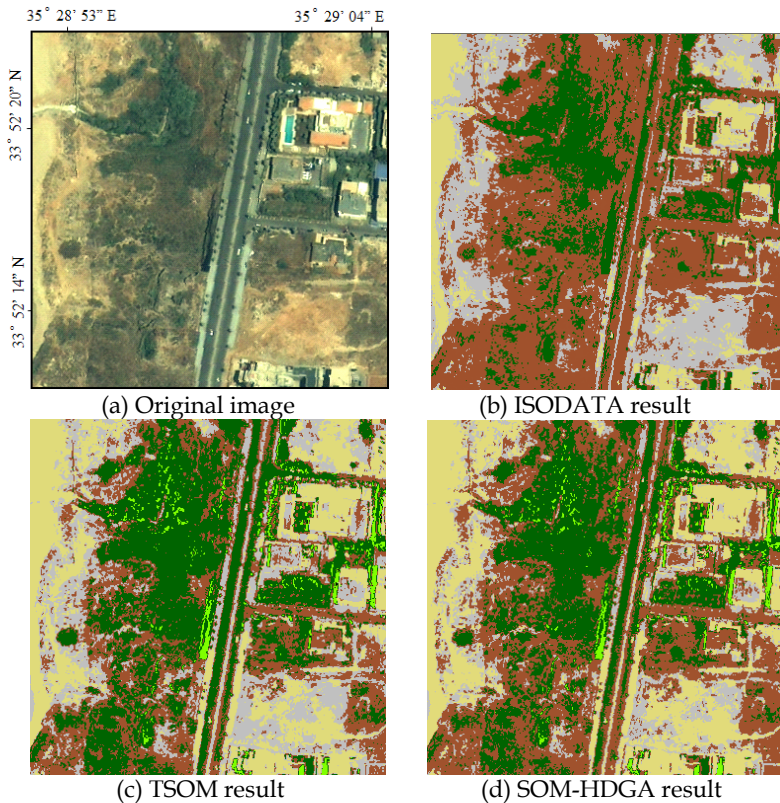 35° 28' 53” E
35° 29' 04” E
33° 52' 20” N
33° 52' 14” N
(a) Original image
(b) ISODATA result
(c) TSOM result
(d) SOM-HDGA result